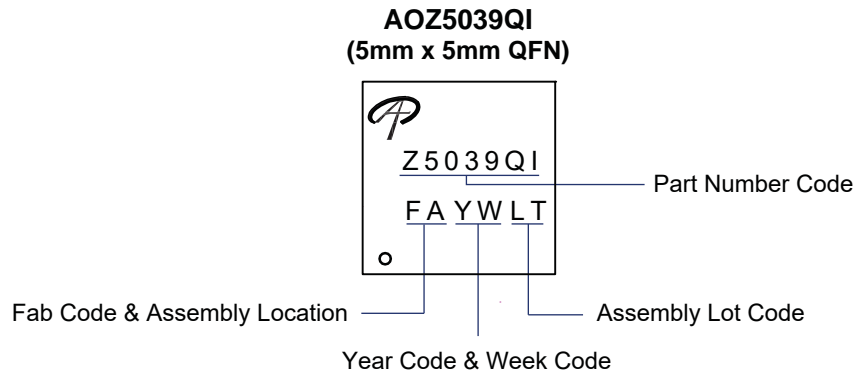 AOZ5039QI
(5mm x 5mm QFN)
Z5039QI
Part Number Code
FAYWLT
Fab Code & Assembly Location
Assembly Lot Code
Year Code & Week Code